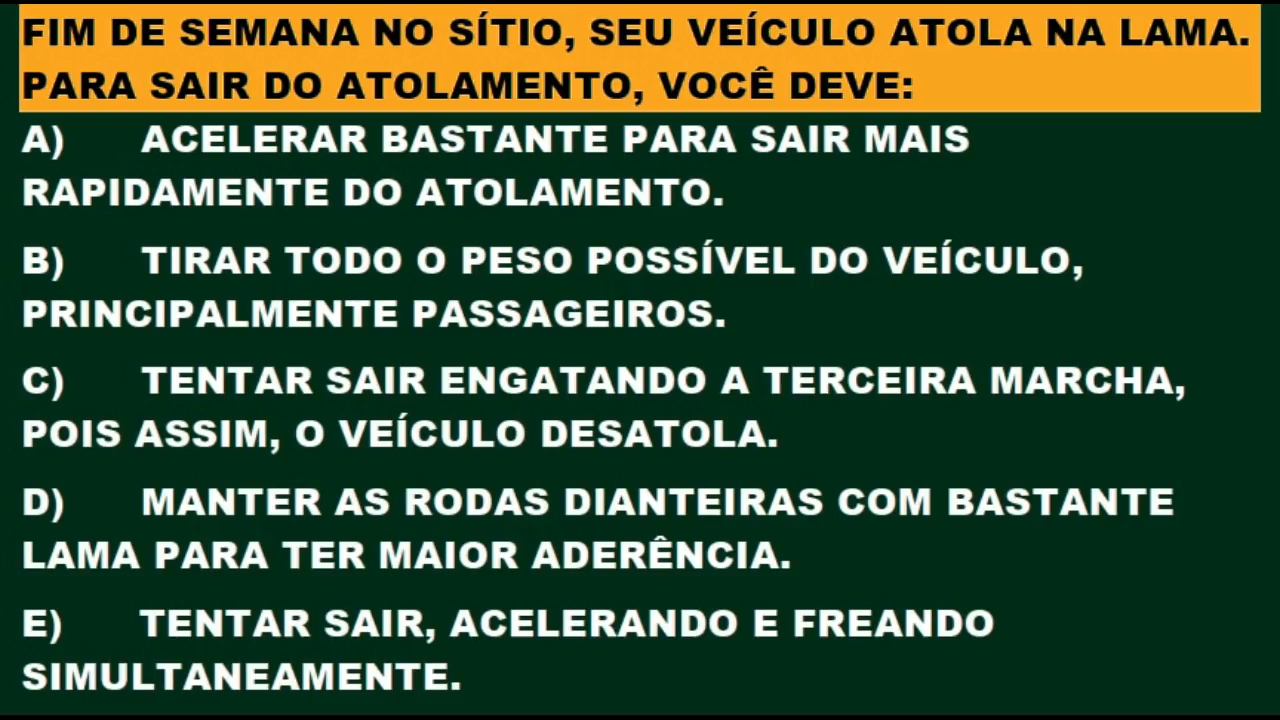 FIM DE SEMANA NO SÍTIO, SEU VEÍCULO ATOLA NA LAMA.
PARA SAIR DO ATOLAMENTO, VOCÊ DEVE:
A) ACELERAR BASTANTE PARA SAIR MAIS
RAPIDAMENTE DO ATOLAMENTO.
B) TIRAR TODO O PESO POSSÍVEL DO VEÍCULO,
PRINCIPALMENTE PASSAGEIROS.
C) TENTAR SAIR ENGATANDO A TERCEIRA MARCHA,
POIS ASSIM, O VEÍCULO DESATOLA.
D) MANTER AS RODAS DIANTEIRAS COM BASTANTE
LAMA PARA TER MAIOR ADERÊNCIA.
E) TENTAR SAIR, ACELERANDO E FREANDO
SIMULTANEAMENTE.